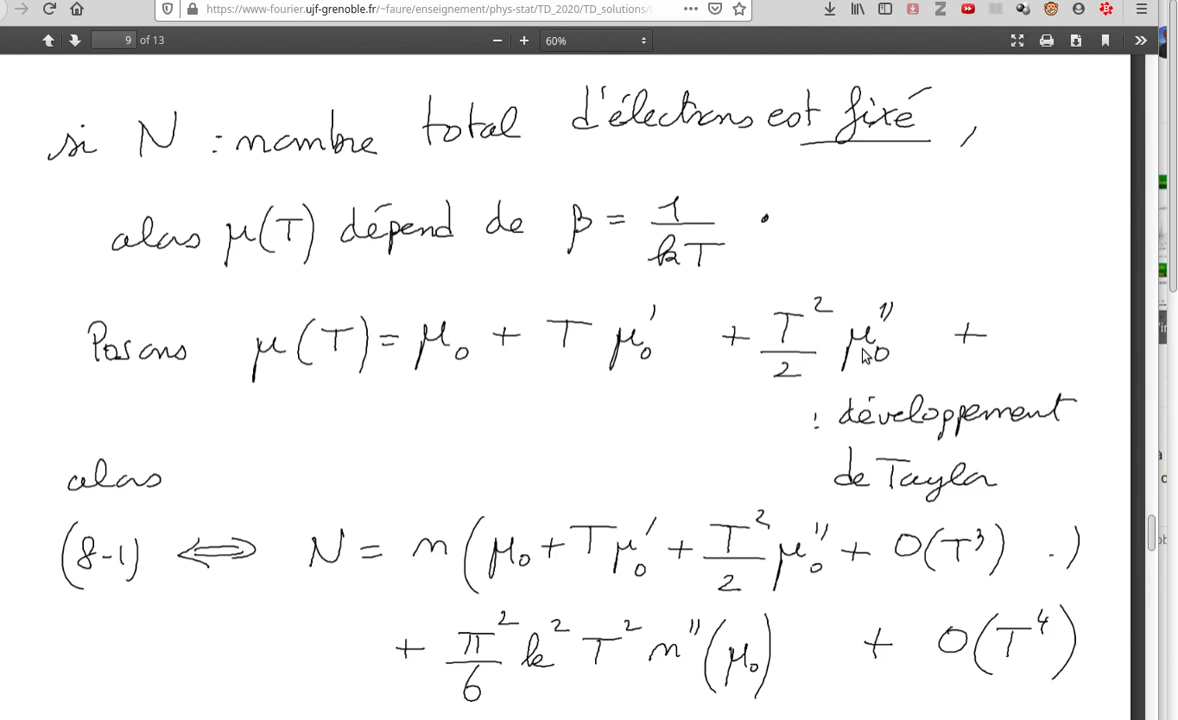 https://www-fourier.ujf-grenoble.fr/~faure/enseignement/phys-stat/TD_2020/TD_solutions/
9 of 13
60%
si N : nombre total d'électrons est fixé,
alors μ(T) dépend de β = 1/kT .
Posons μ(T) = μ₀ + T μ₀' + T²/2 μ₀'' +
: développement
de Taylor
alors
(8-1) ⟺ N = n(μ₀ + Tμ₀' + T²/2 μ₀'' + O(T³) .)
+ π²/6 k² T² n''(μ₀) + O(T⁴)